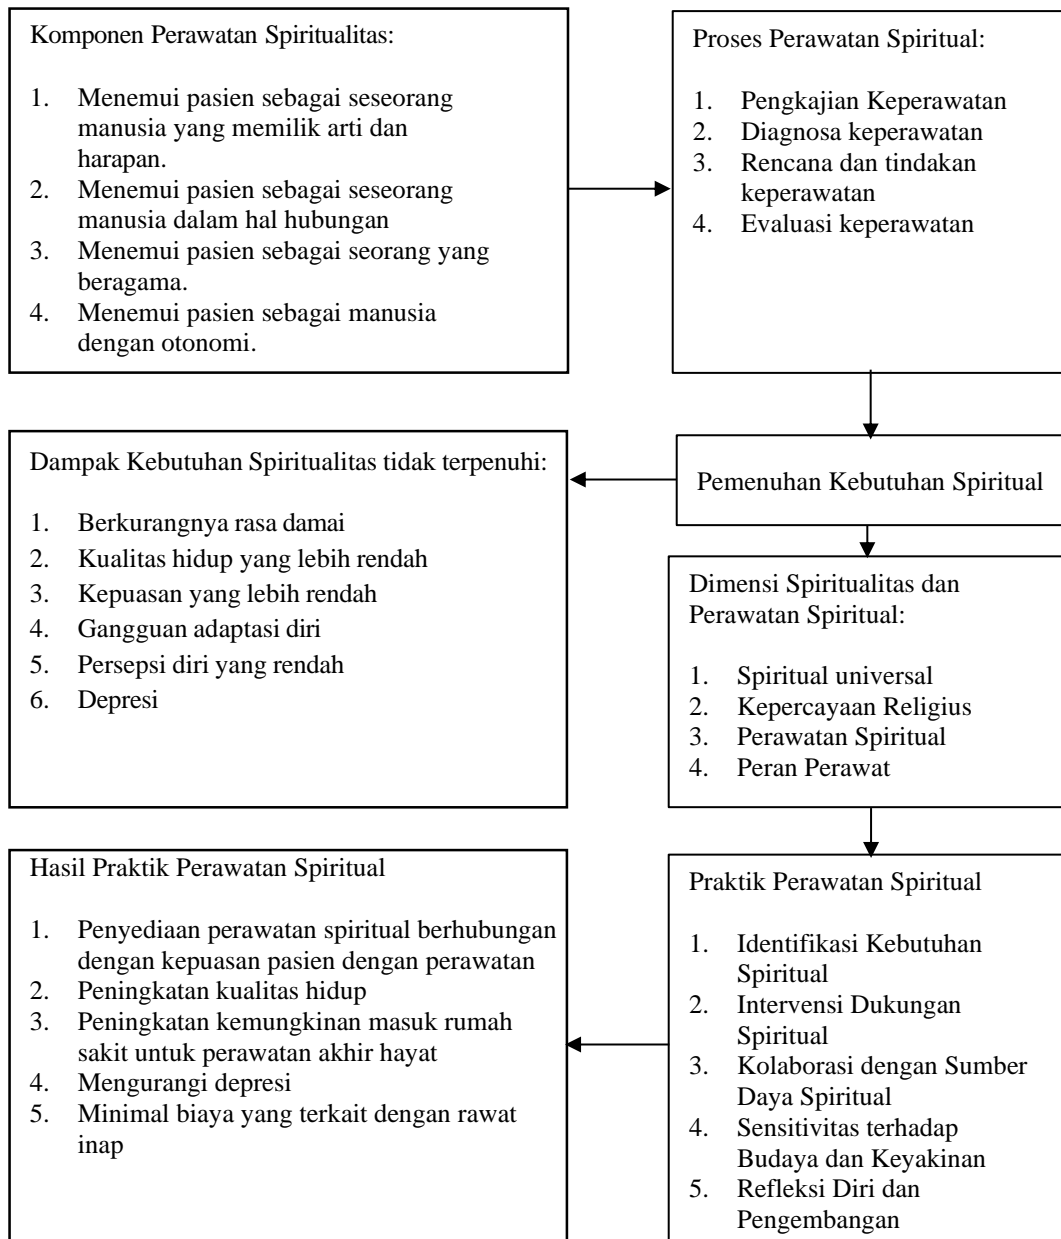 Komponen Perawatan Spiritualitas:
1. Menemui pasien sebagai seseorang
manusia yang memilik arti dan
harapan.
2. Menemui pasien sebagai seseorang
manusia dalam hal hubungan
3. Menemui pasien sebagai seorang yang
beragama.
4. Menemui pasien sebagai manusia
dengan otonomi.
Proses Perawatan Spiritual:
1. Pengkajian Keperawatan
2. Diagnosa keperawatan
3. Rencana dan tindakan
keperawatan
4. Evaluasi keperawatan
Pemenuhan Kebutuhan Spiritual
Dampak Kebutuhan Spiritualitas tidak terpenuhi:
1. Berkurangnya rasa damai
2. Kualitas hidup yang lebih rendah
3. Kepuasan yang lebih rendah
4. Gangguan adaptasi diri
5. Persepsi diri yang rendah
6. Depresi
Dimensi Spiritualitas dan
Perawatan Spiritual:
1. Spiritual universal
2. Kepercayaan Religius
3. Perawatan Spiritual
4. Peran Perawat
Praktik Perawatan Spiritual
1. Identifikasi Kebutuhan
Spiritual
2. Intervensi Dukungan
Spiritual
3. Kolaborasi dengan Sumber
Daya Spiritual
4. Sensitivitas terhadap
Budaya dan Keyakinan
5. Refleksi Diri dan
Pengembangan
Hasil Praktik Perawatan Spiritual
1. Penyediaan perawatan spiritual berhubungan
dengan kepuasan pasien dengan perawatan
2. Peningkatan kualitas hidup
3. Peningkatan kemungkinan masuk rumah
sakit untuk perawatan akhir hayat
4. Mengurangi depresi
5. Minimal biaya yang terkait dengan rawat
inap